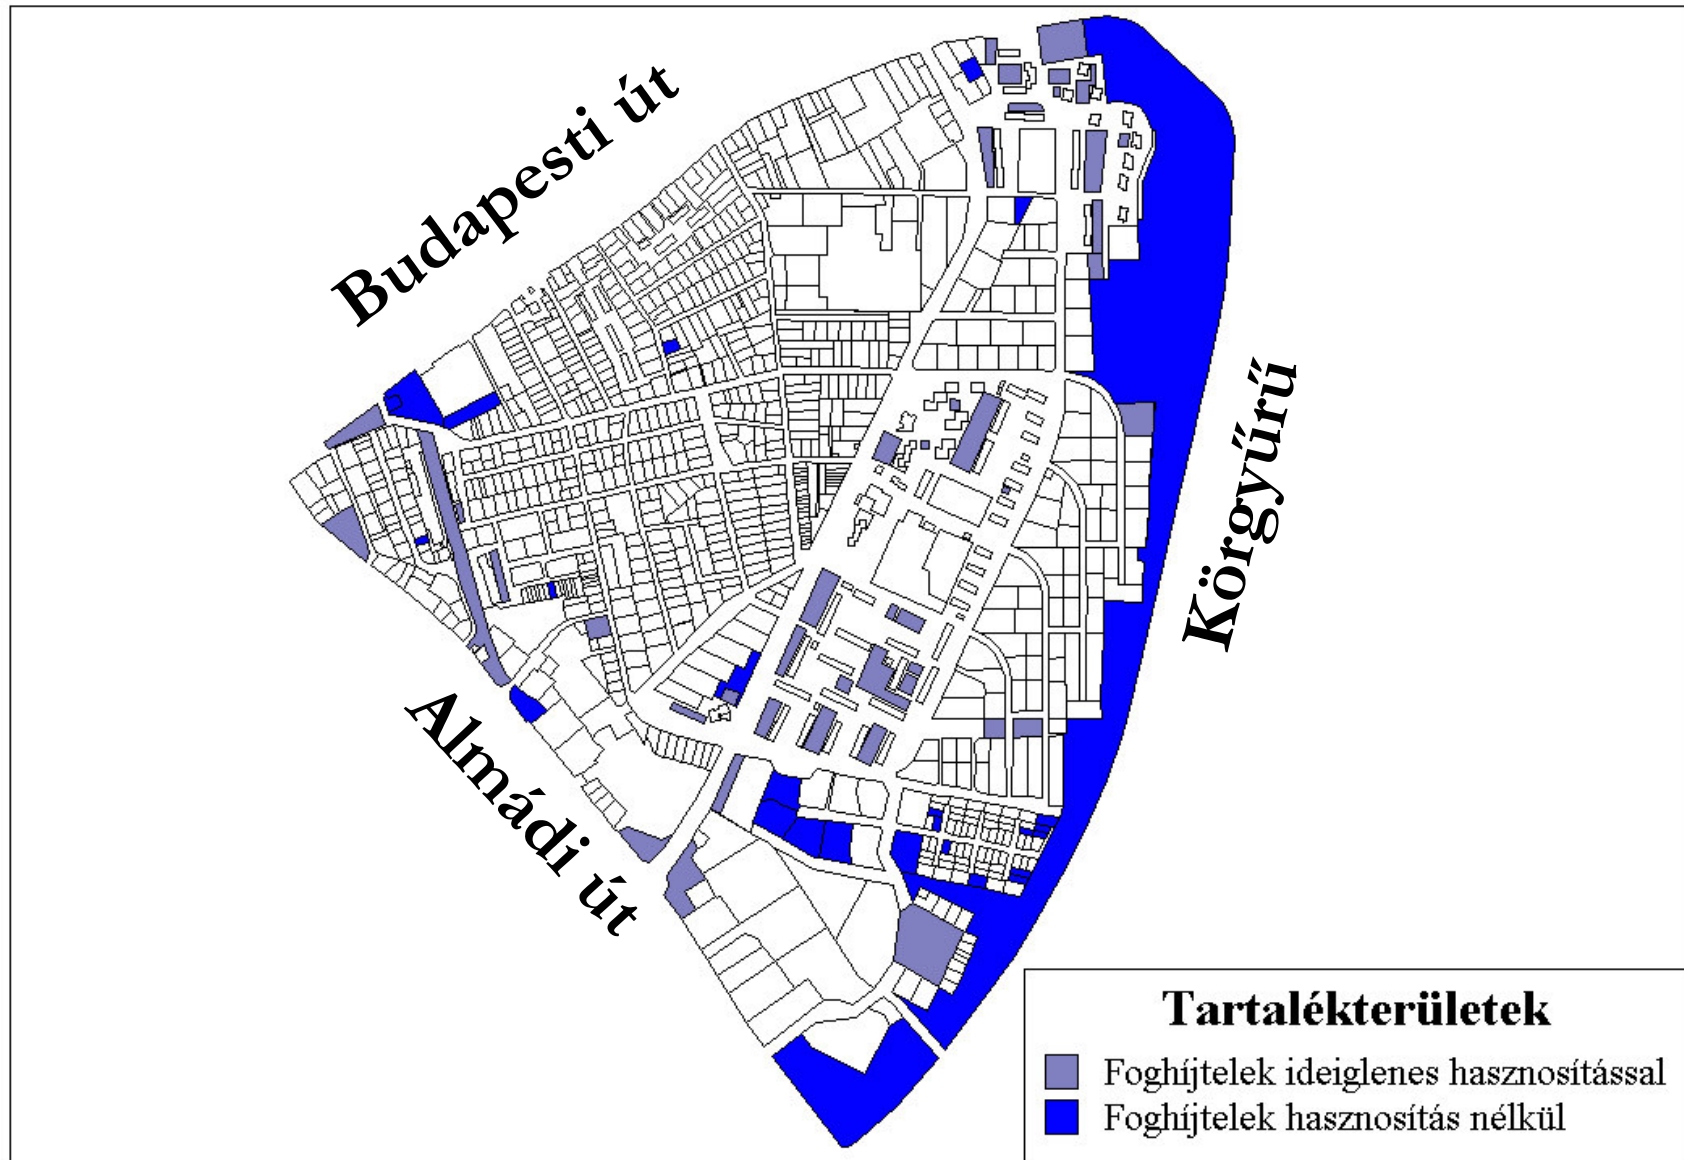 Budapesti út
Körgyűrű
Almádi út
Tartalékterületek
Foghíjtelek ideiglenes hasznosítással
Foghíjtelek hasznosítás nélkül